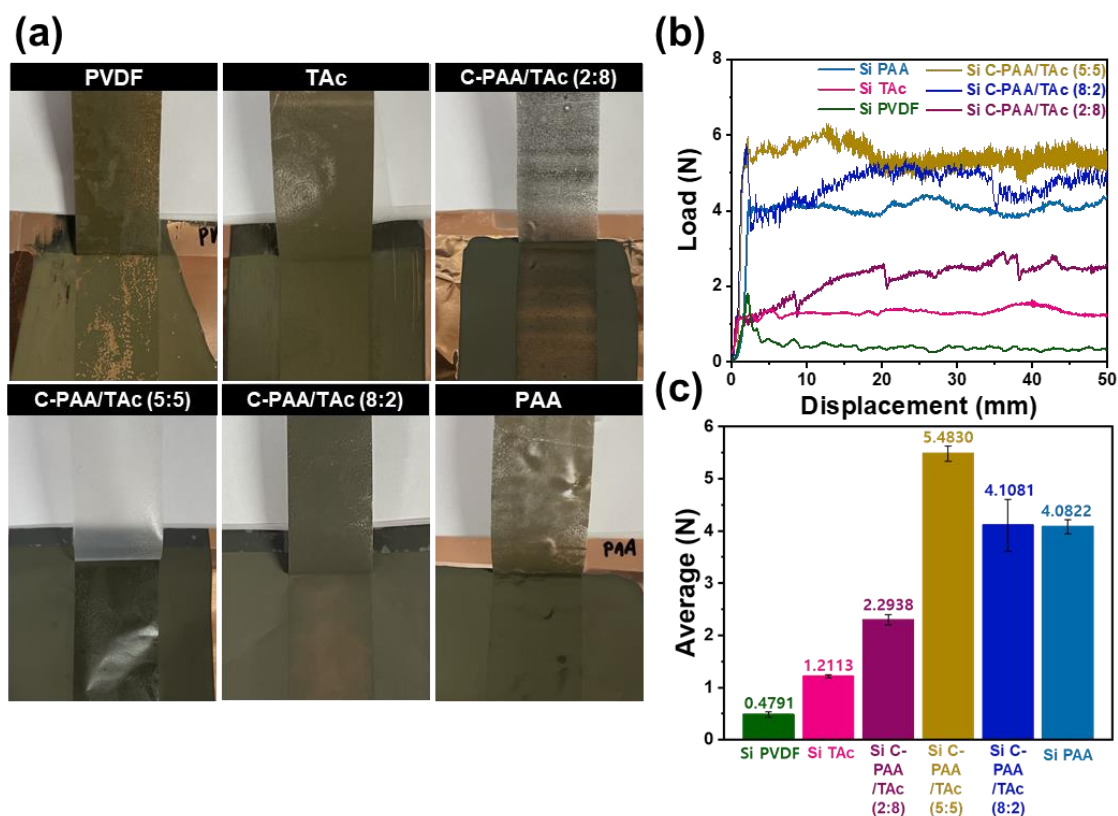 (a)
PVDF
TAc
C-PAA/TAc (2:8)
C-PAA/TAc (5:5)
C-PAA/TAc (8:2)
PAA
PAA
(b)
Load (N)
8
6
4
2
0
Si PAA
Si TAc
Si PVDF
Si C-PAA/TAc (5:5)
Si C-PAA/TAc (8:2)
Si C-PAA/TAc (2:8)
0
10
20
30
40
50
Displacement (mm)
(c)
Average (N)
6
5
4
3
2
1
0
0.4791
1.2113
2.2938
5.4830
4.1081
4.0822
Si PVDF
Si TAc
Si C-
PAA
/TAc
(2:8)
Si C-
PAA
/TAc
(5:5)
Si C-
PAA
/TAc
(8:2)
Si PAA